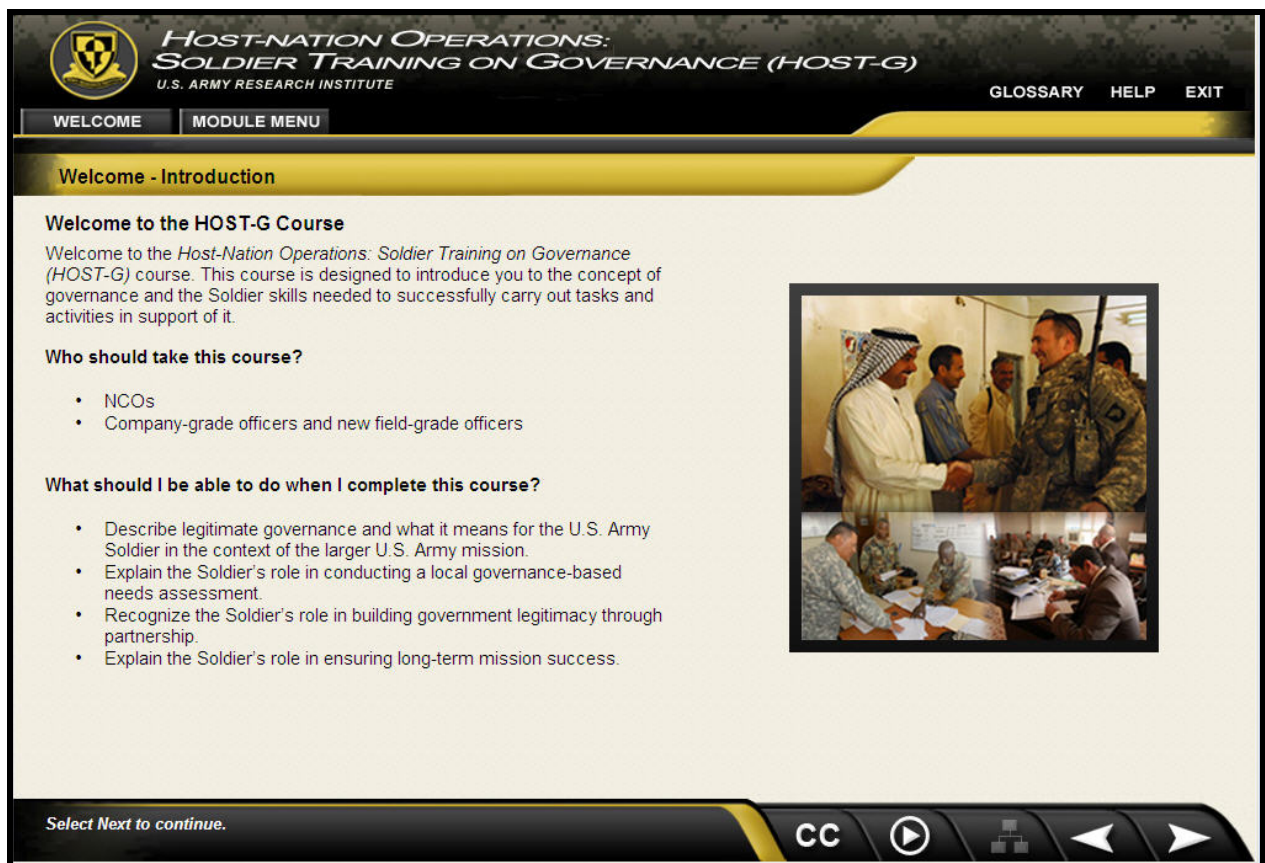 HOST-NATION OPERATIONS:
SOLDIER TRAINING ON GOVERNANCE (HOST-G)
U.S. ARMY RESEARCH INSTITUTE
GLOSSARY HELP EXIT
WELCOME MODULE MENU
Welcome - Introduction
Welcome to the HOST-G Course
Welcome to the Host-Nation Operations: Soldier Training on Governance
(HOST-G) course. This course is designed to introduce you to the concept of
governance and the Soldier skills needed to successfully carry out tasks and
activities in support of it.
Who should take this course?
• NCOs
• Company-grade officers and new field-grade officers
What should I be able to do when I complete this course?
• Describe legitimate governance and what it means for the U.S. Army
Soldier in the context of the larger U.S. Army mission.
• Explain the Soldier's role in conducting a local governance-based
needs assessment.
• Recognize the Soldier's role in building government legitimacy through
partnership.
• Explain the Soldier's role in ensuring long-term mission success.
Select Next to continue.
CC